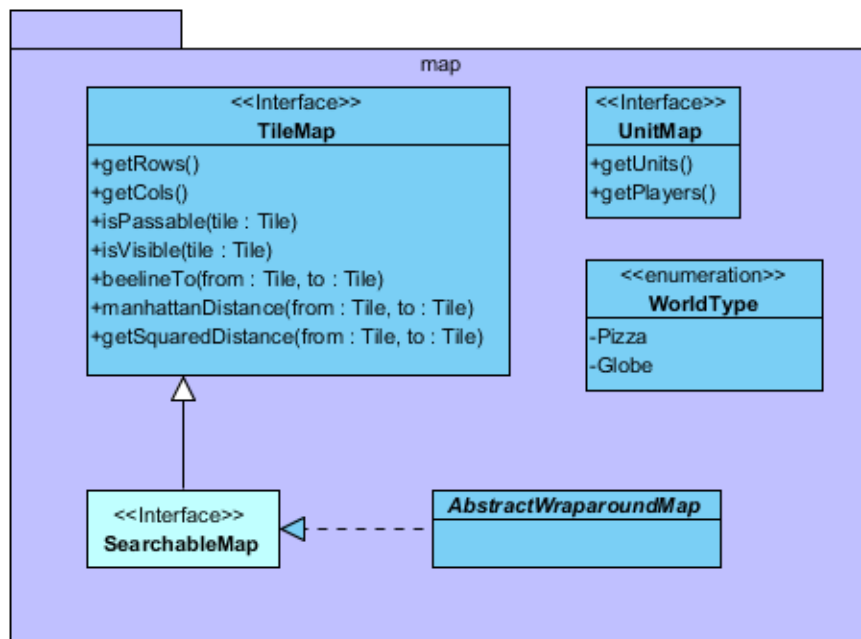 map
<<Interface>>
TileMap
+getRows()
+getCols()
+isPassable(tile : Tile)
+isVisible(tile : Tile)
+beelineTo(from : Tile, to : Tile)
+manhattanDistance(from : Tile, to : Tile)
+getSquaredDistance(from : Tile, to : Tile)
<<Interface>>
UnitMap
+getUnits()
+getPlayers()
<<enumeration>>
WorldType
-Pizza
-Globe
<<Interface>>
SearchableMap
AbstractWraparoundMap